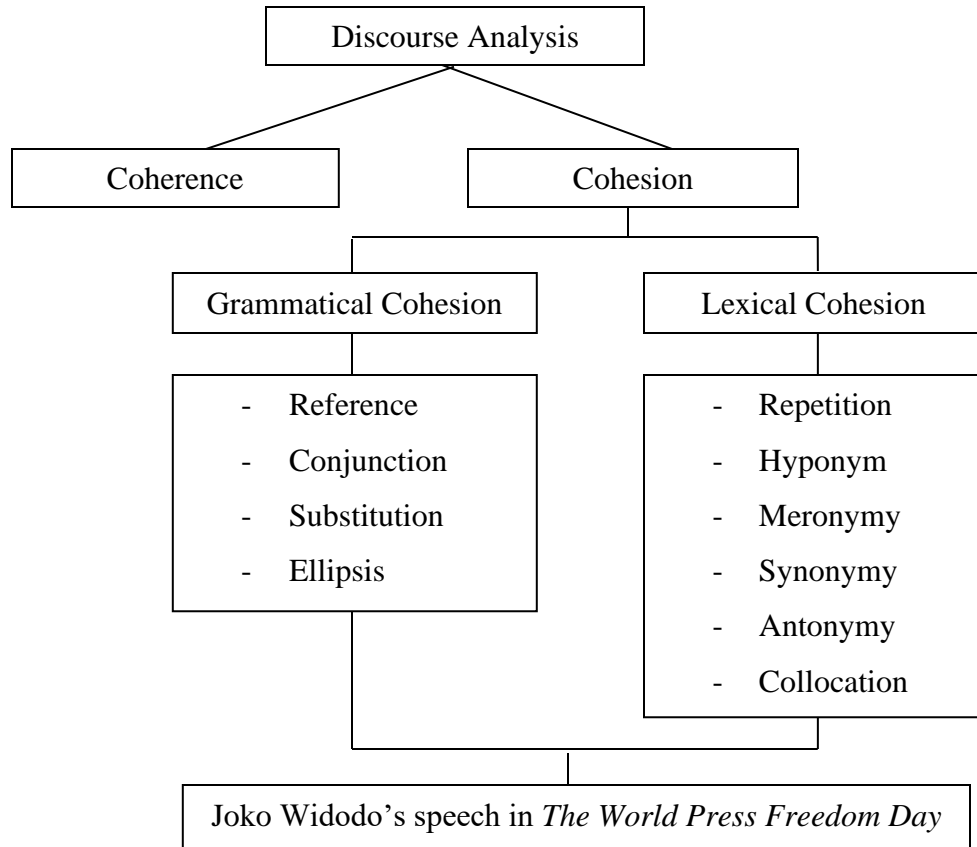 Discourse Analysis
Coherence
Cohesion
Grammatical Cohesion
Lexical Cohesion
- Reference
- Conjunction
- Substitution
- Ellipsis
- Repetition
- Hyponym
- Meronymy
- Synonymy
- Antonymy
- Collocation
Joko Widodo’s speech in The World Press Freedom Day